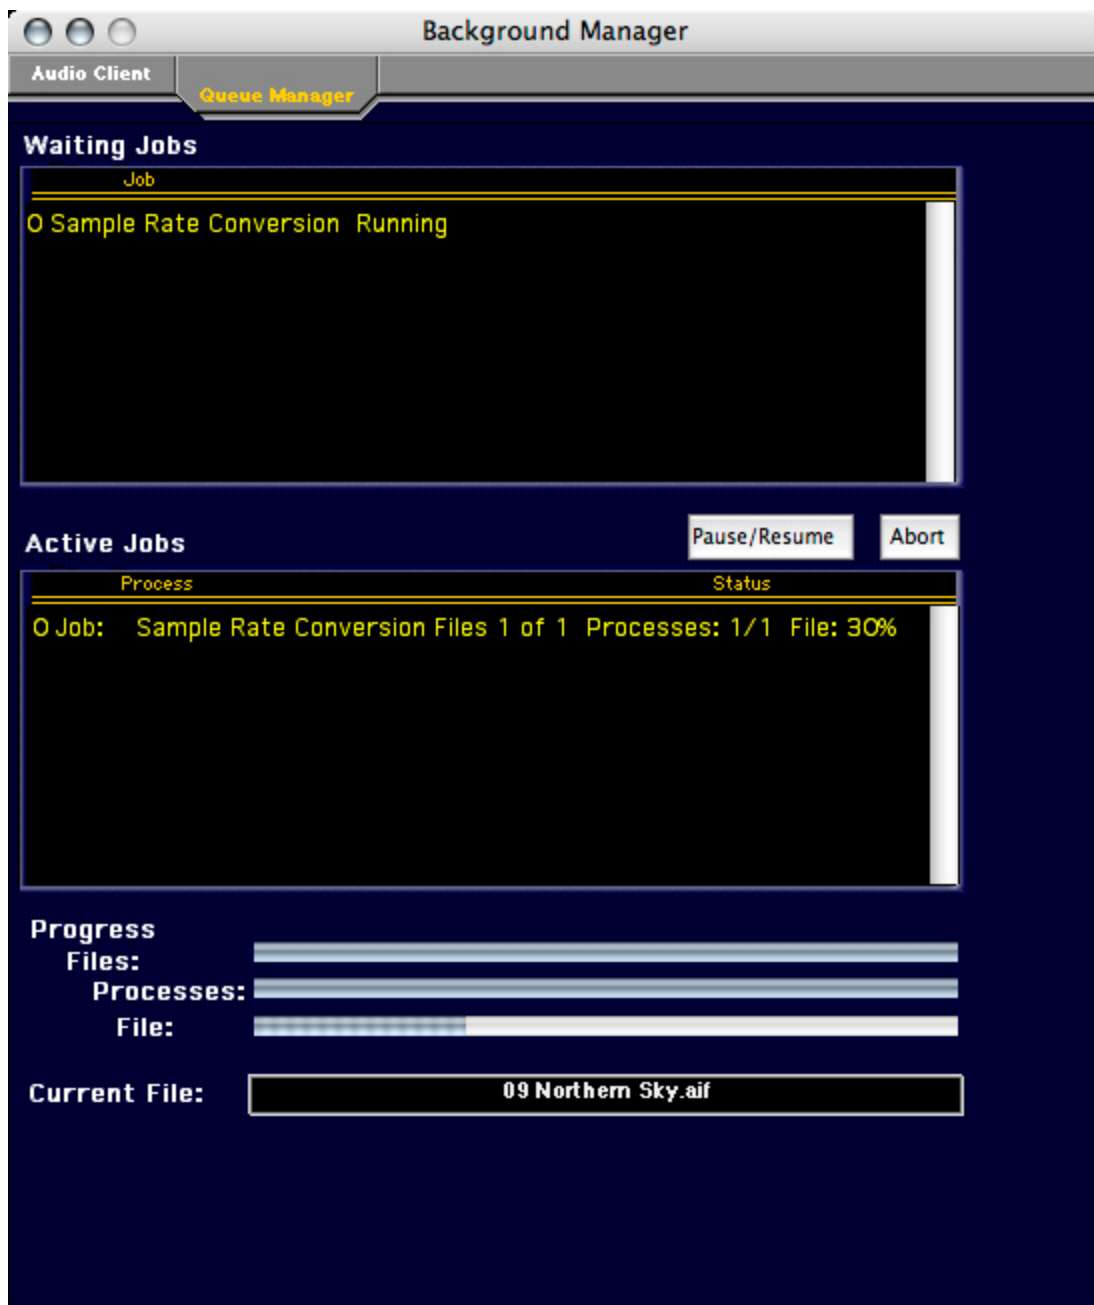 Background Manager
Audio Client
Queue Manager
Waiting Jobs
Job
O Sample Rate Conversion Running
Active Jobs
Pause/Resume
Abort
Process Status
O Job: Sample Rate Conversion Files 1 of 1 Processes: 1/1 File: 30%
Progress
Files:
Processes:
File:
Current File: 09 Northern Sky.aif